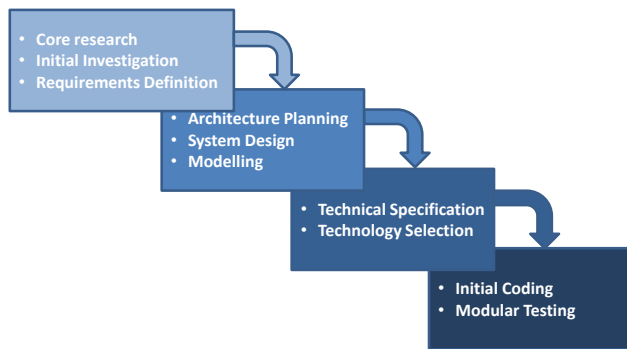 • Core research
• Initial Investigation
• Requirements Definition
• Architecture Planning
• System Design
• Modelling
• Technical Specification
• Technology Selection
• Initial Coding
• Modular Testing